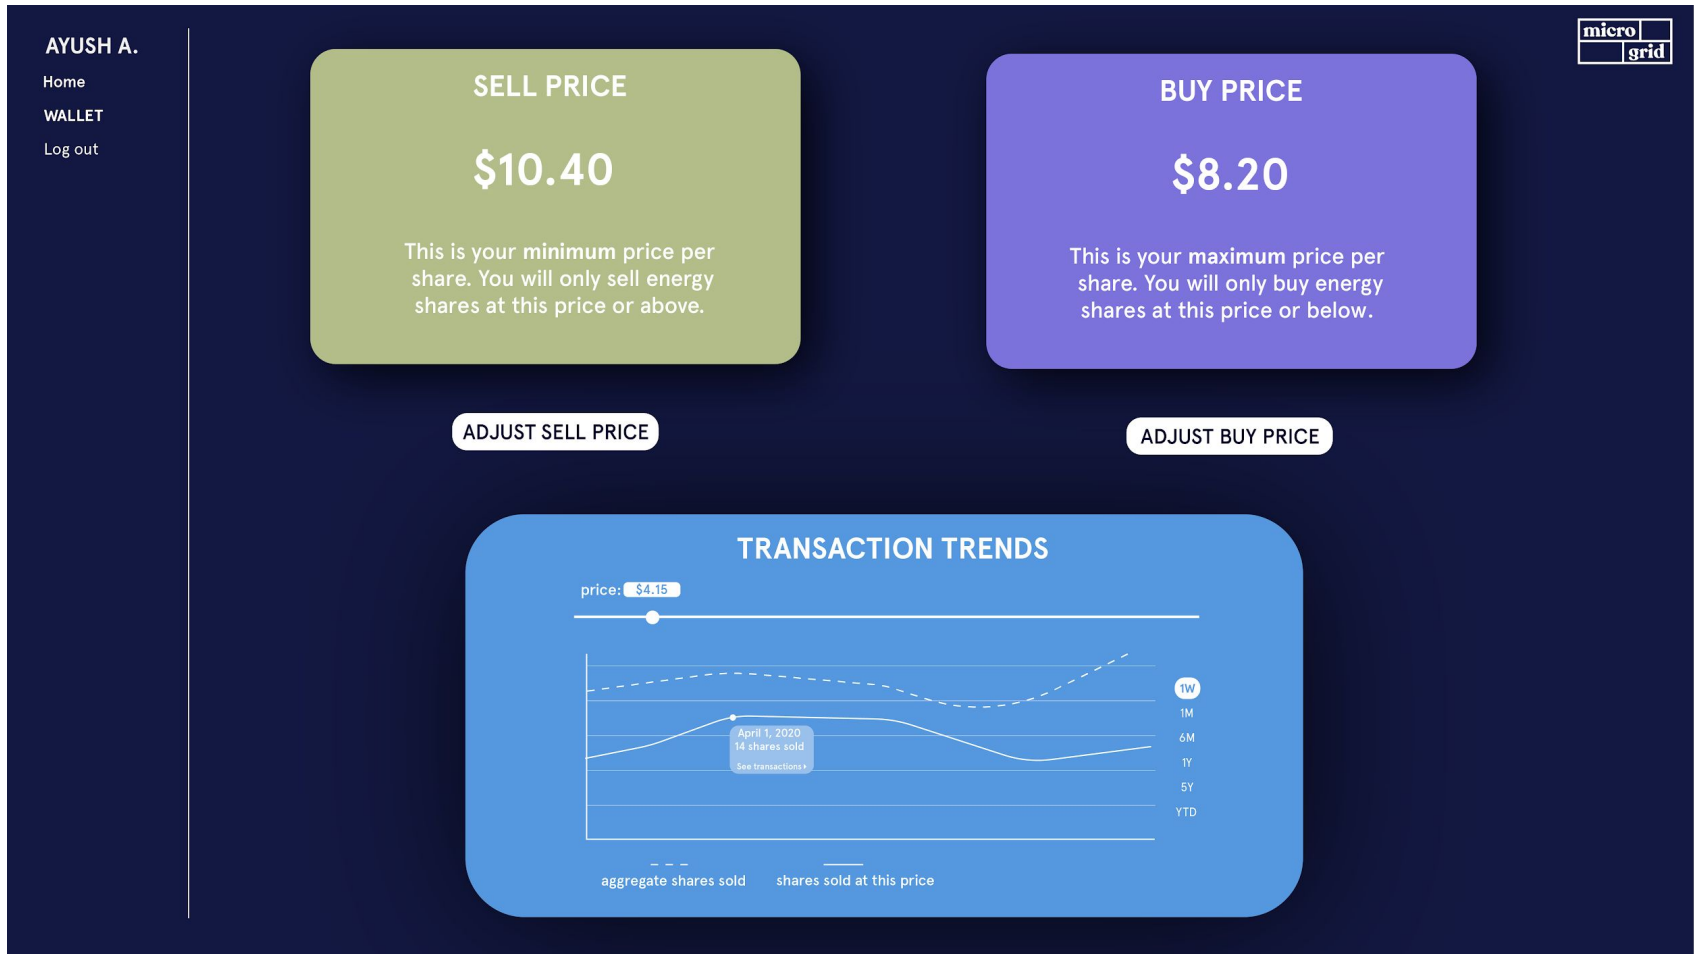 AYUSH A.
Home
WALLET
Log out
micro
grid
SELL PRICE
$10.40
This is your minimum price per
share. You will only sell energy
shares at this price or above.
ADJUST SELL PRICE
BUY PRICE
$8.20
This is your maximum price per
share. You will only buy energy
shares at this price or below.
ADJUST BUY PRICE
TRANSACTION TRENDS
price: $4.15
April 1, 2020
14 shares sold
See transactions
1W
1M
6M
1Y
5Y
YTD
aggregate shares sold
shares sold at this price